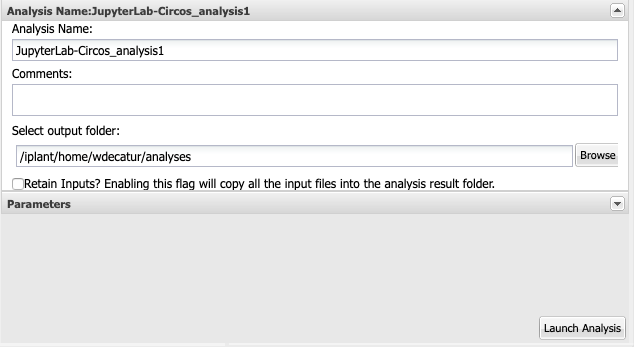 Analysis Name:JupyterLab-Circos_analysis1
Analysis Name:
JupyterLab-Circos_analysis1
Comments:
Select output folder:
/iplant/home/wdecatur/analyses
Browse
Retain Inputs? Enabling this flag will copy all the input files into the analysis result folder.
Parameters
Launch Analysis